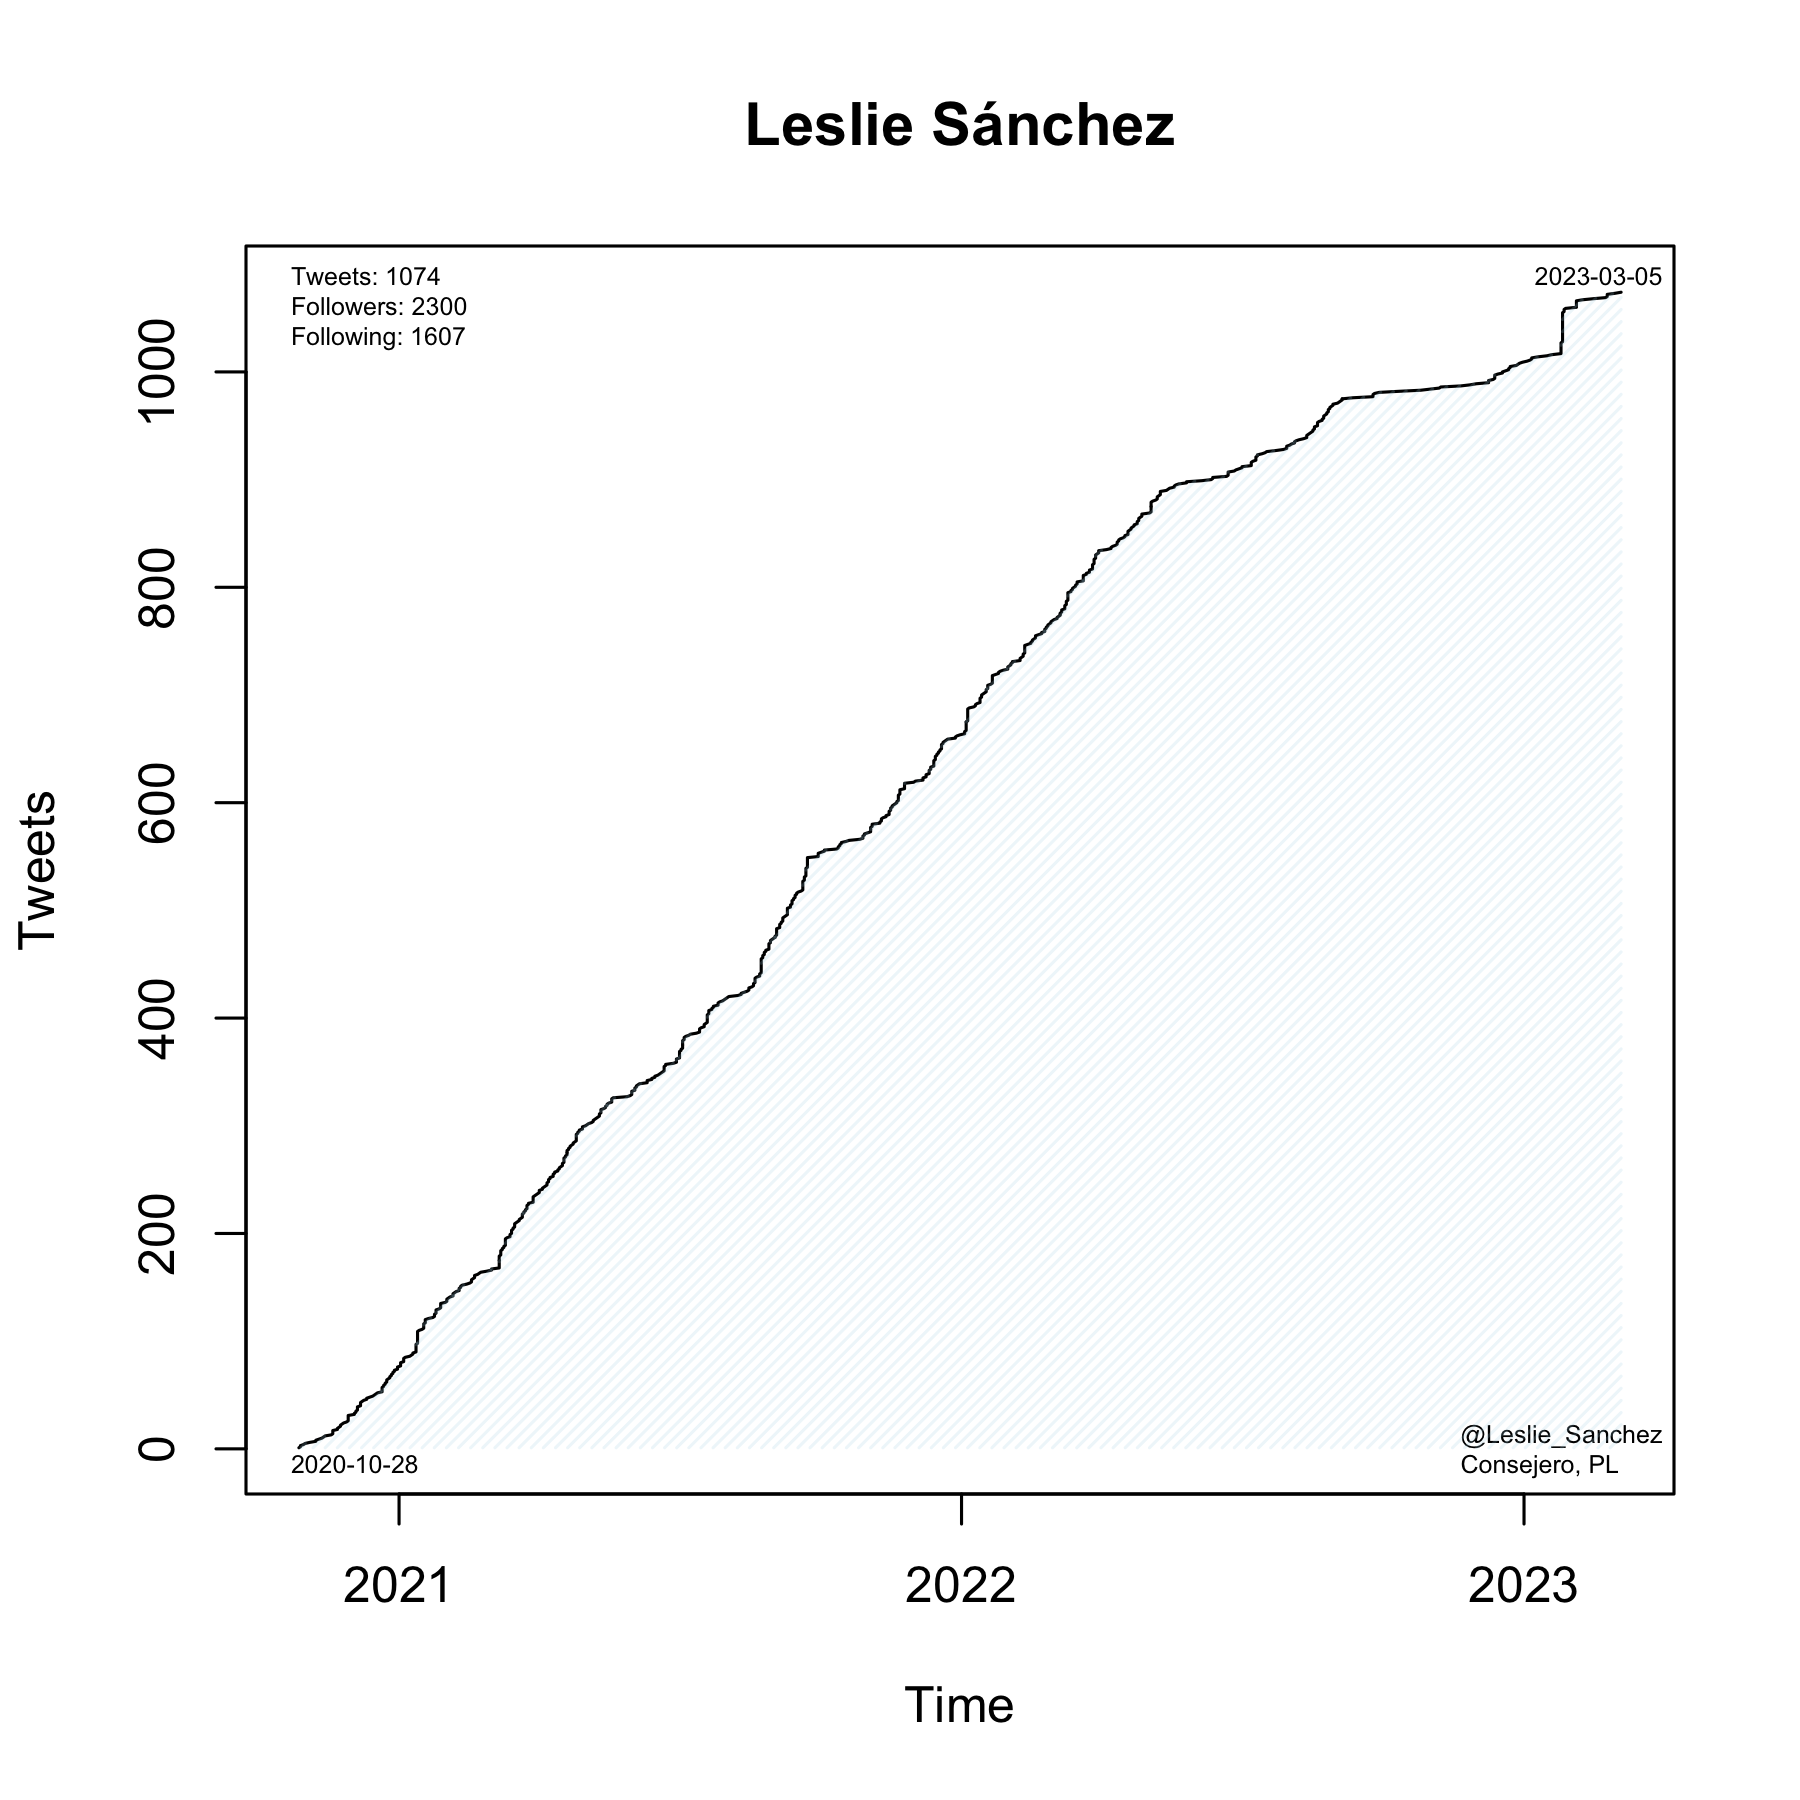 Leslie Sánchez
Tweets: 1074
Followers: 2300
Following: 1607
2023-03-05
Tweets
1000
800
600
400
200
0
2020-10-28
@Leslie_Sanchez
Consejero, PL
2021
2022
2023
Time